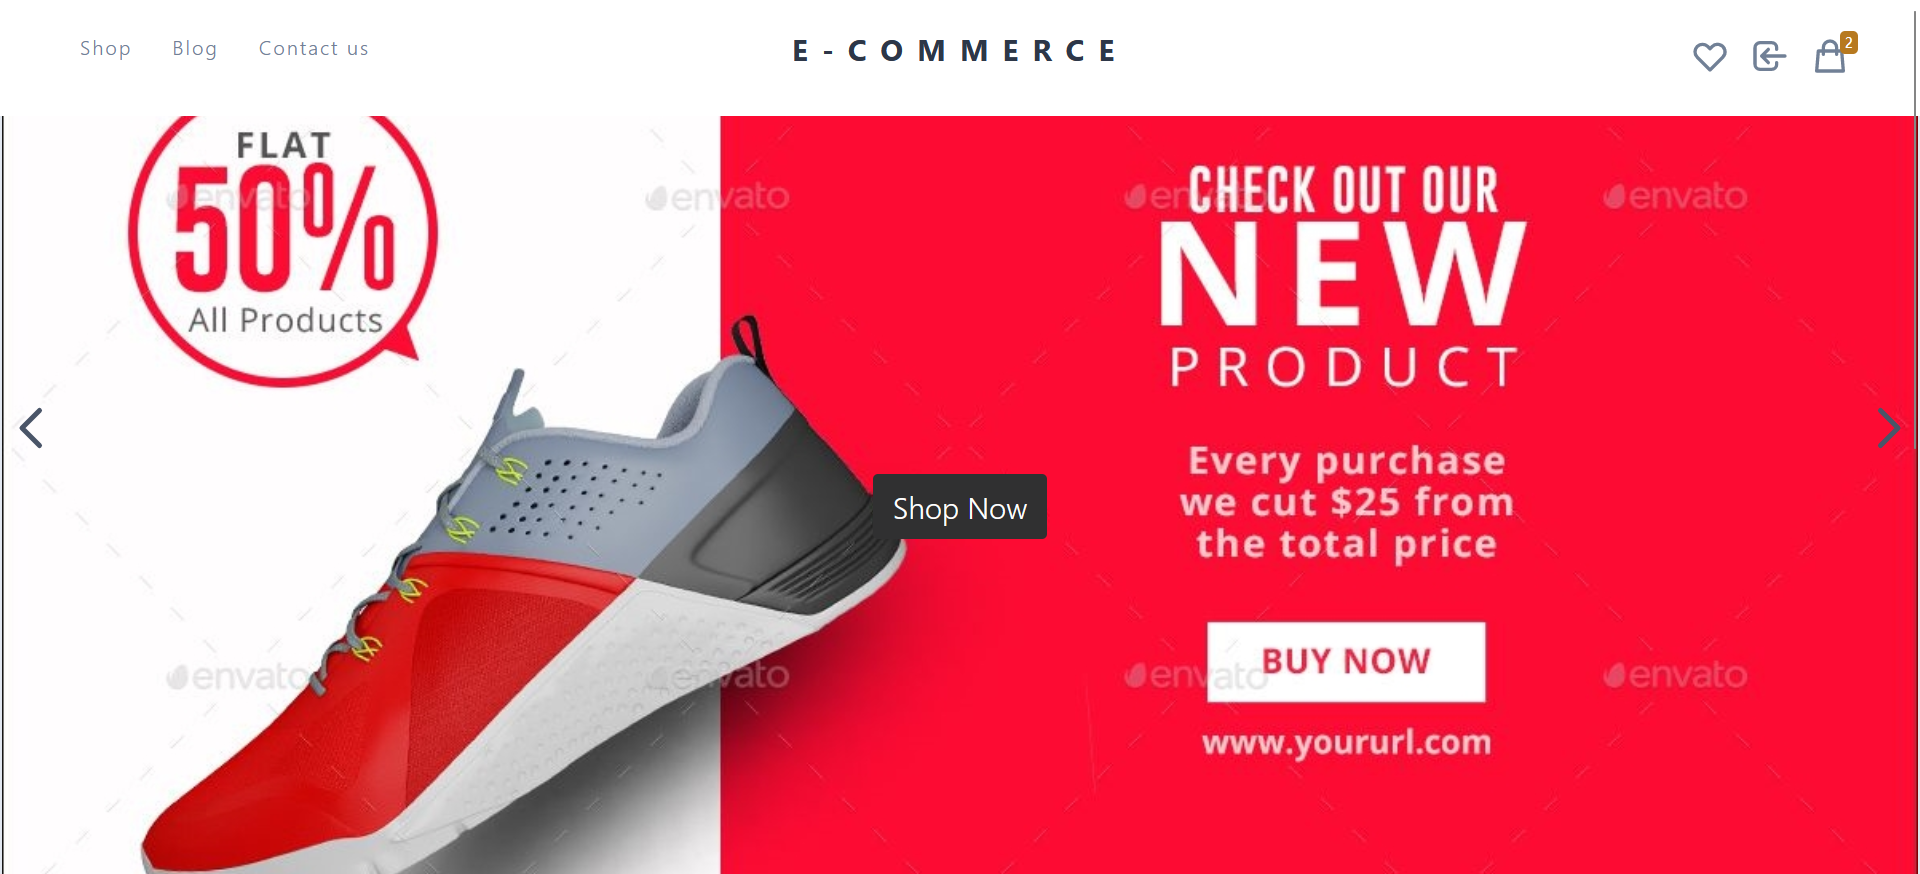 Shop Blog Contact us
E-COMMERCE
2
FLAT
50%
All Products
CHECK OUT OUR
NEW
PRODUCT
Every purchase
we cut $25 from
the total price
Shop Now
BUY NOW
www.yoururl.com
envato
envato
envato
envato
envato
envato
envato
envato